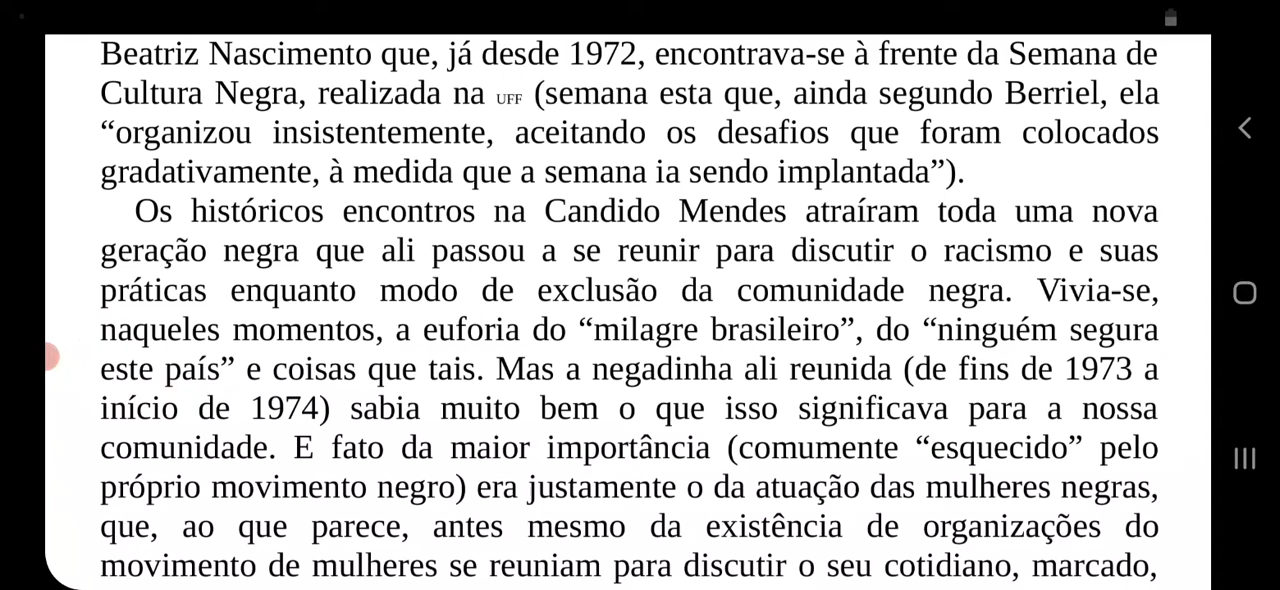 Beatriz Nascimento que, já desde 1972, encontrava-se à frente da Semana de
Cultura Negra, realizada na UFF (semana esta que, ainda segundo Berriel, ela
“organizou insistentemente, aceitando os desafios que foram colocados
gradativamente, à medida que a semana ia sendo implantada”).
Os históricos encontros na Candido Mendes atraíram toda uma nova
geração negra que ali passou a se reunir para discutir o racismo e suas
práticas enquanto modo de exclusão da comunidade negra. Vivia-se,
naqueles momentos, a euforia do “milagre brasileiro”, do “ninguém segura
este país” e coisas que tais. Mas a negadinha ali reunida (de fins de 1973 a
início de 1974) sabia muito bem o que isso significava para a nossa
comunidade. E fato da maior importância (comumente “esquecido” pelo
próprio movimento negro) era justamente o da atuação das mulheres negras,
que, ao que parece, antes mesmo da existência de organizações do
movimento de mulheres se reuniam para discutir o seu cotidiano, marcado,